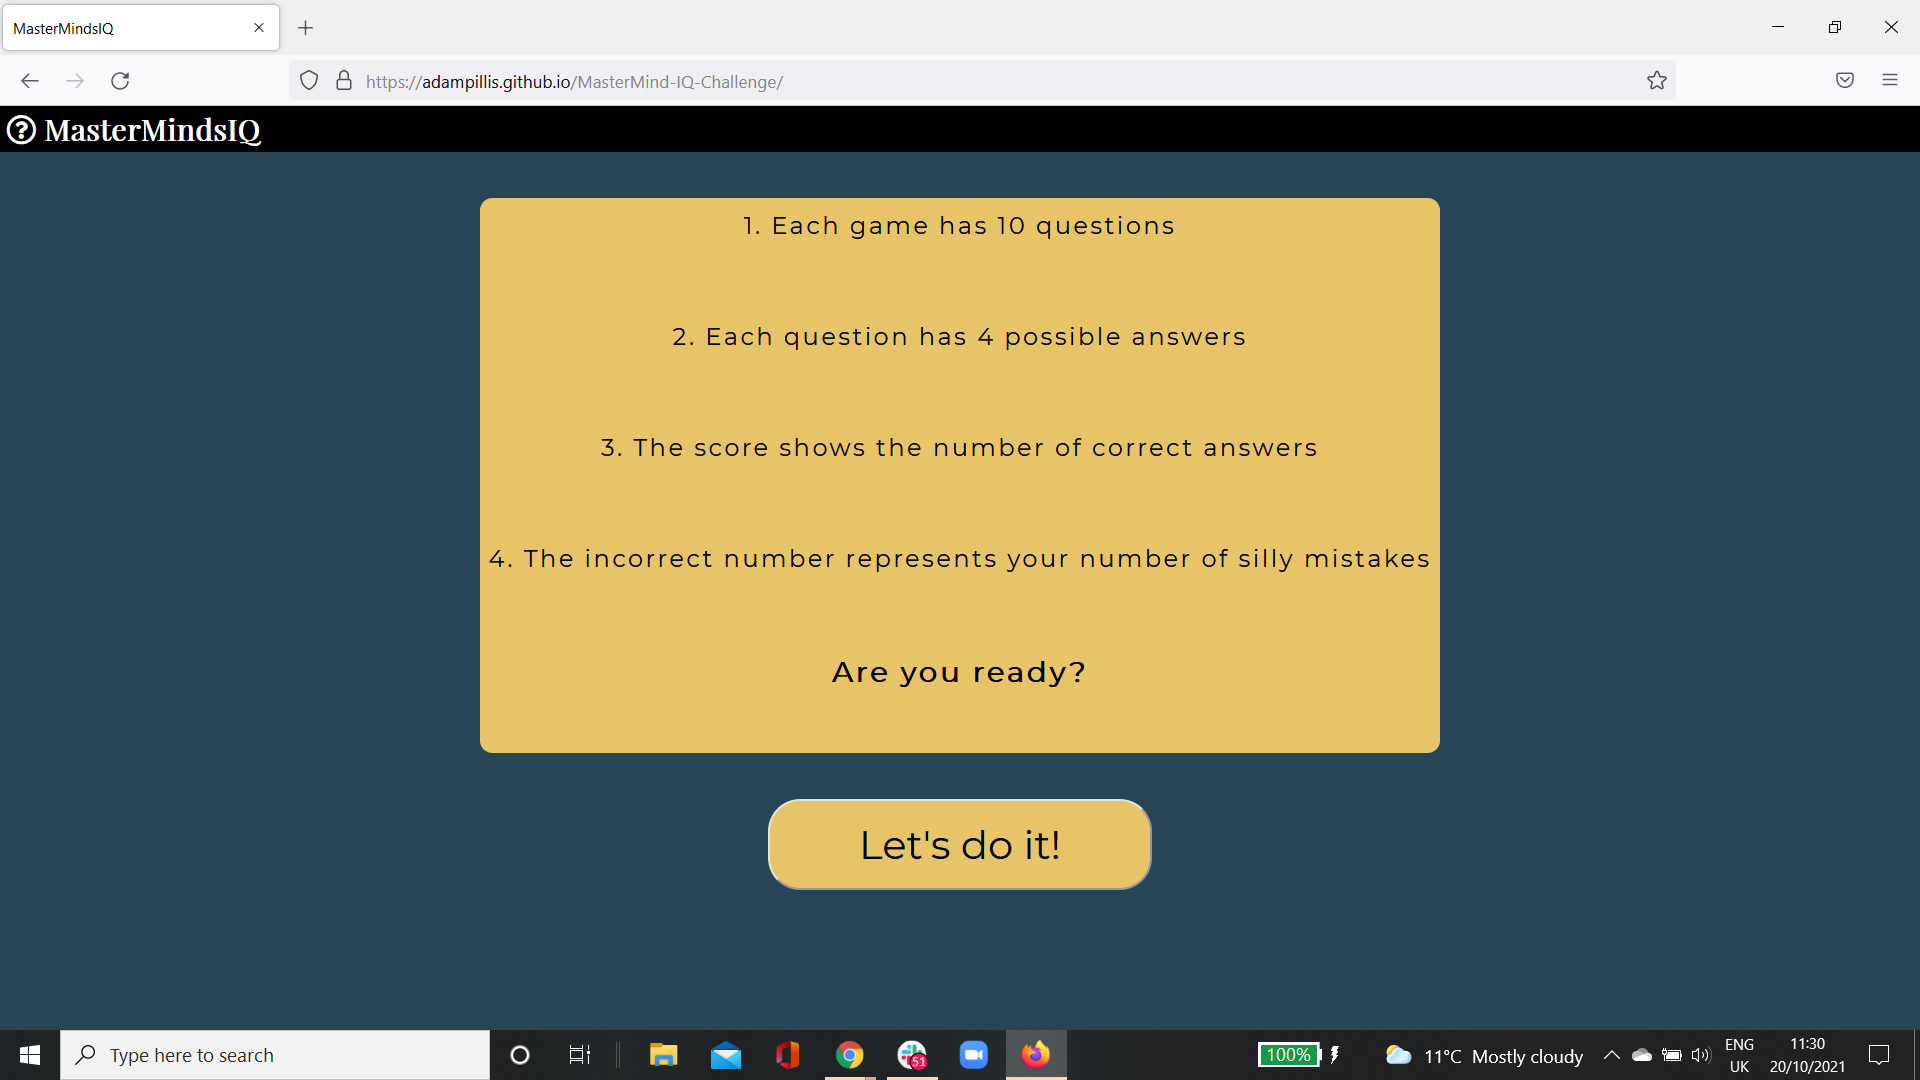 MasterMindsIQ
https://adampillis.github.io/MasterMind-IQ-Challenge/
MasterMindsIQ
1. Each game has 10 questions
2. Each question has 4 possible answers
3. The score shows the number of correct answers
4. The incorrect number represents your number of silly mistakes
Are you ready?
Let's do it!
Type here to search
51
100%
11°C Mostly cloudy
ENG
UK
11:30
20/10/2021